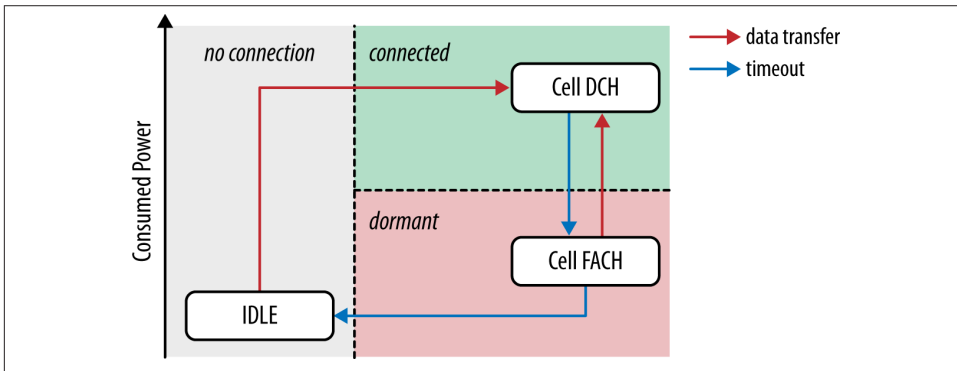 no connection
connected
data transfer
timeout
Cell DCH
Consumed Power
dormant
Cell FACH
IDLE